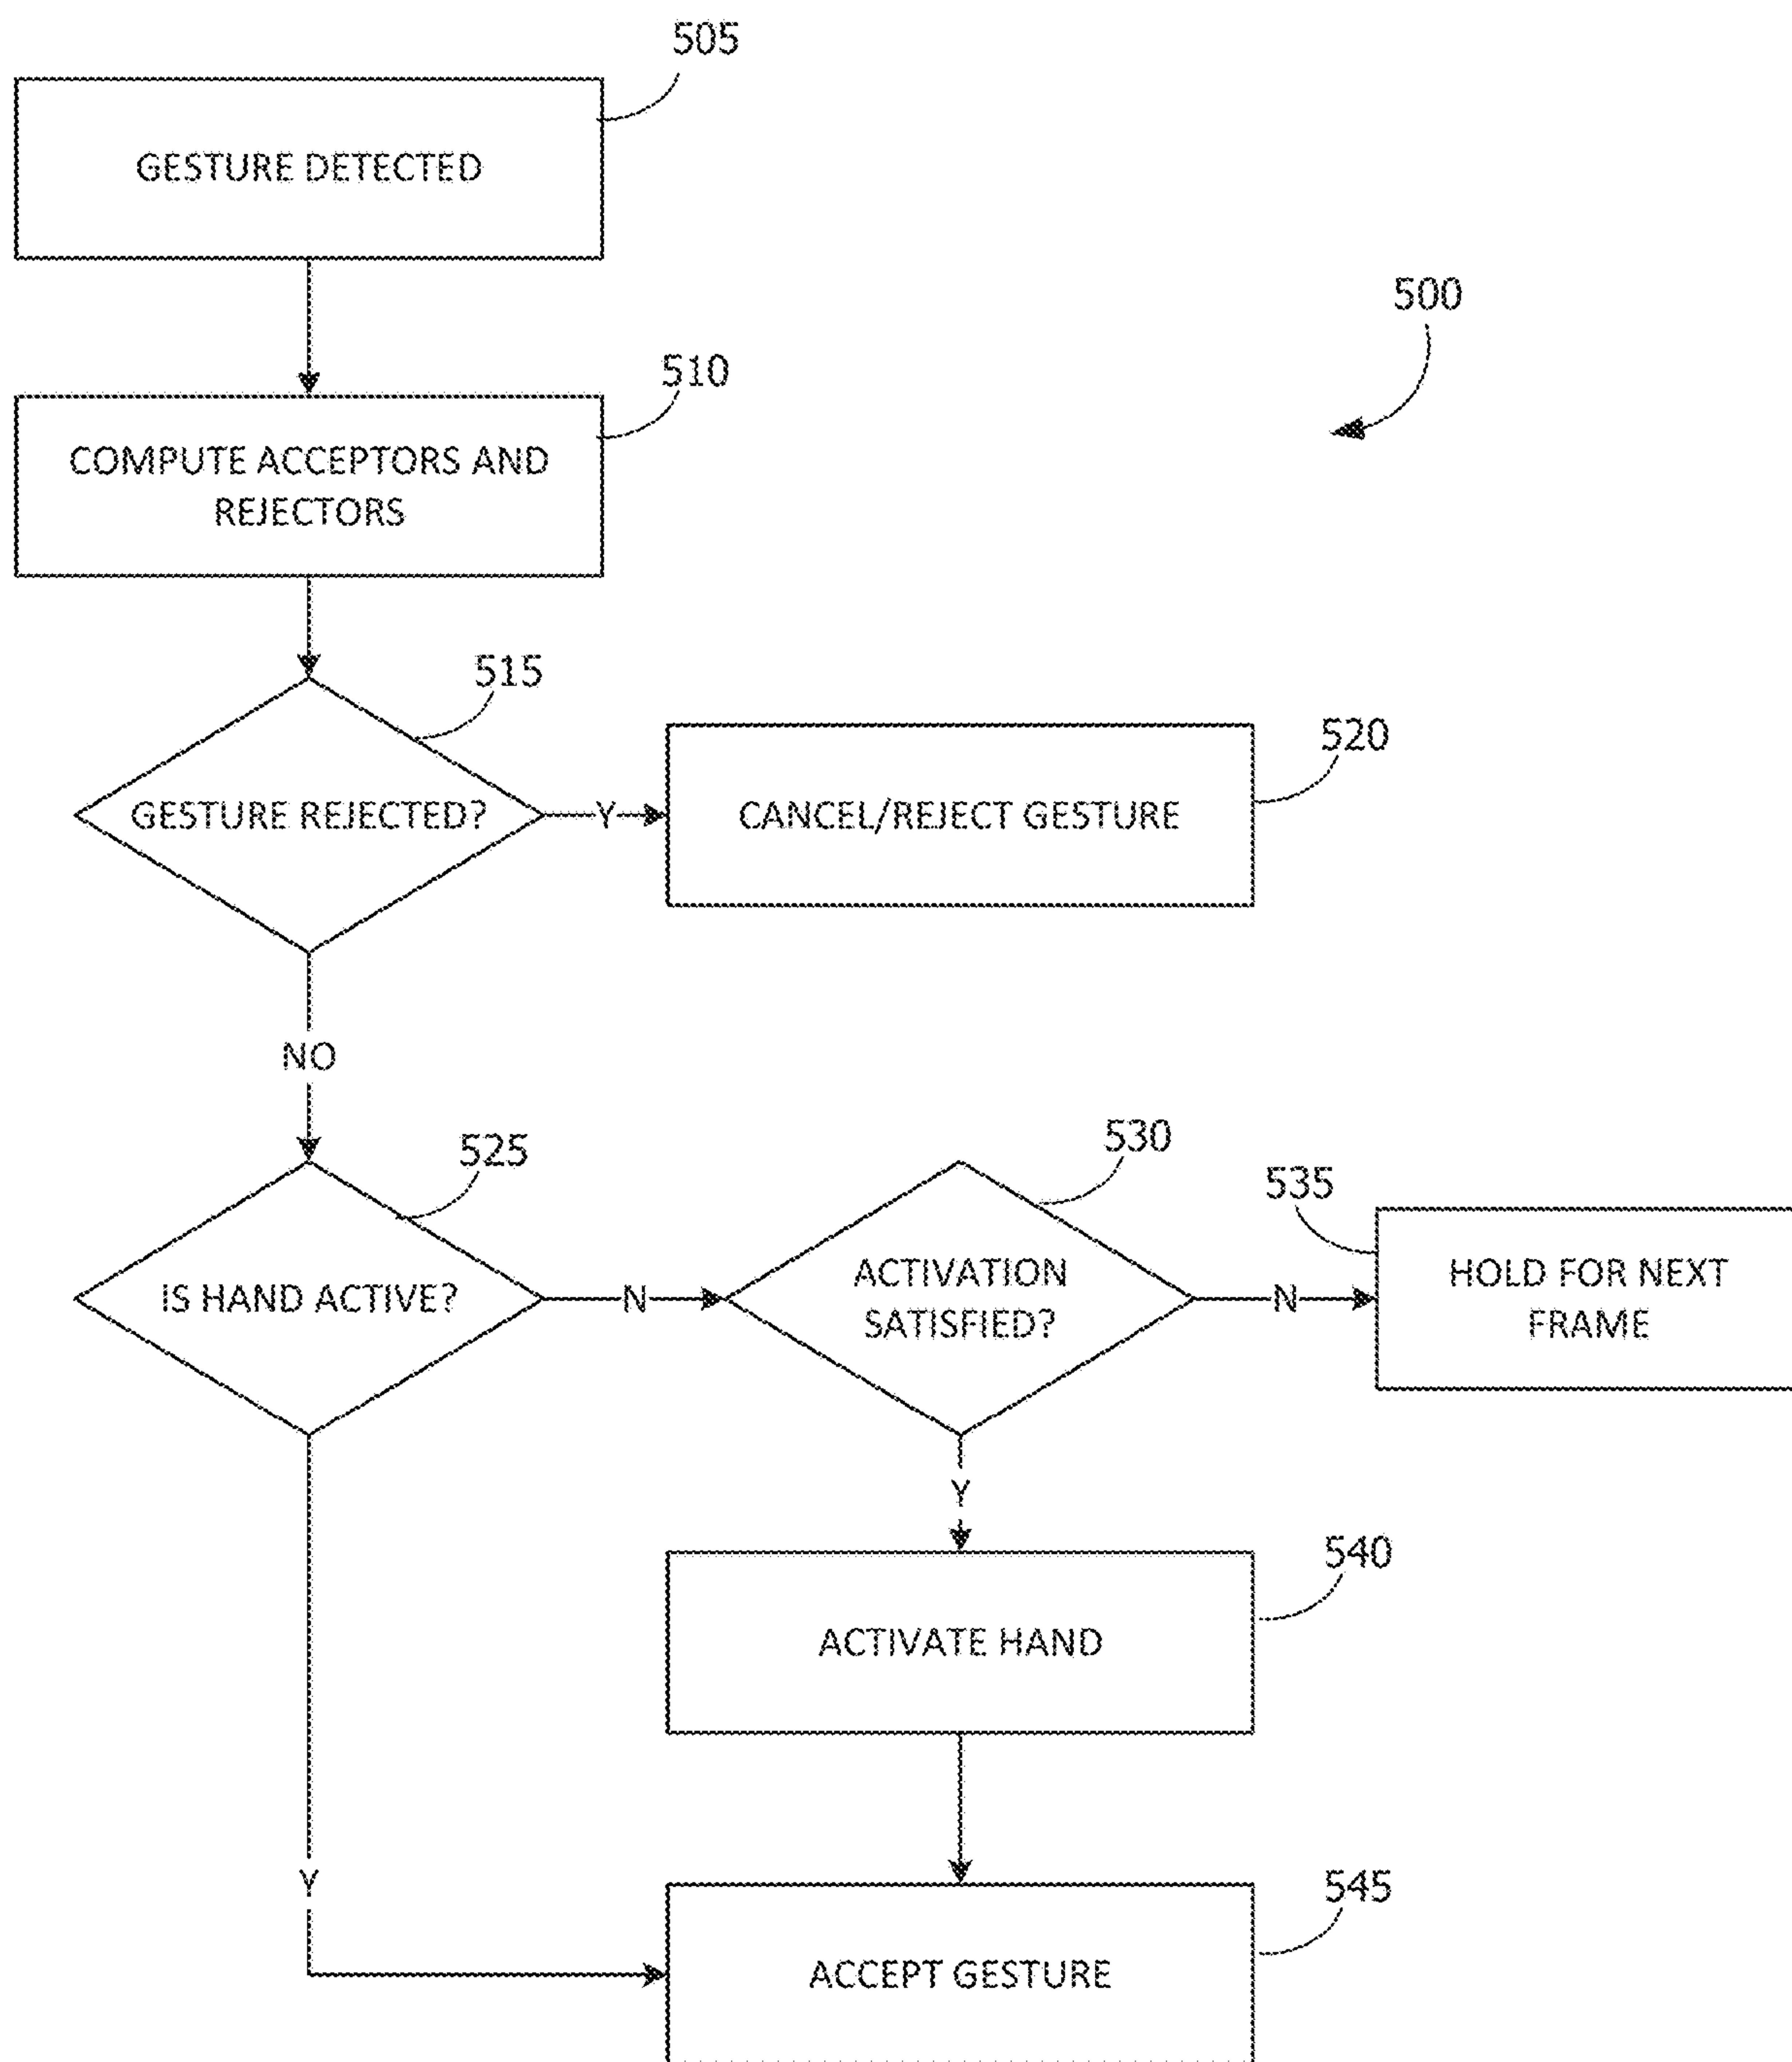 505
GESTURE DETECTED
500
510
COMPUTE ACCEPTORS AND
REJECTORS
515
520
GESTURE REJECTED?
Y
CANCEL/REJECT GESTURE
NO
525
530
535
IS HAND ACTIVE?
N
ACTIVATION
SATISFIED?
N
HOLD FOR NEXT
FRAME
Y
540
ACTIVATE HAND
Y
545
ACCEPT GESTURE